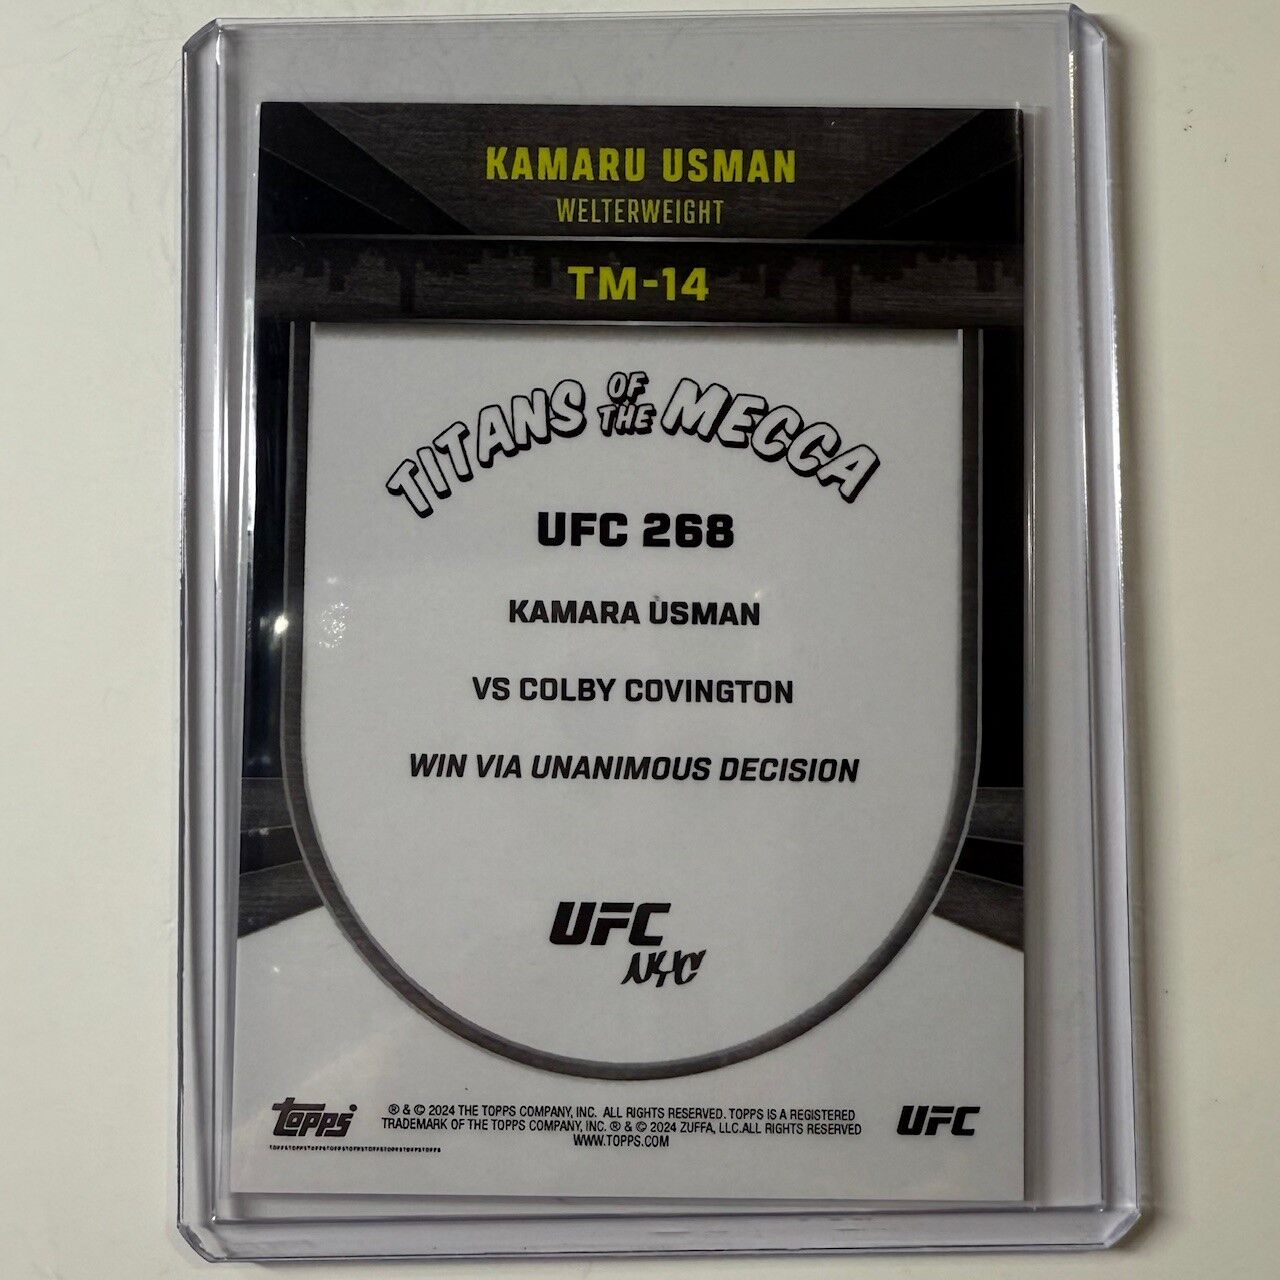 KAMARU USMAN
WELTERWEIGHT
TM-14
TITANS OF THE MECCA
UFC 268
KAMARA USMAN
VS COLBY COVINGTON
WIN VIA UNANIMOUS DECISION
UFC
NYC
topps
® & © 2024 THE TOPPS COMPANY, INC. ALL RIGHTS RESERVED. TOPPS IS A REGISTERED
TRADEMARK OF THE TOPPS COMPANY, INC. ® & © 2024 ZUFFA, LLC.ALL RIGHTS RESERVED
WWW.TOPPS.COM
UFC